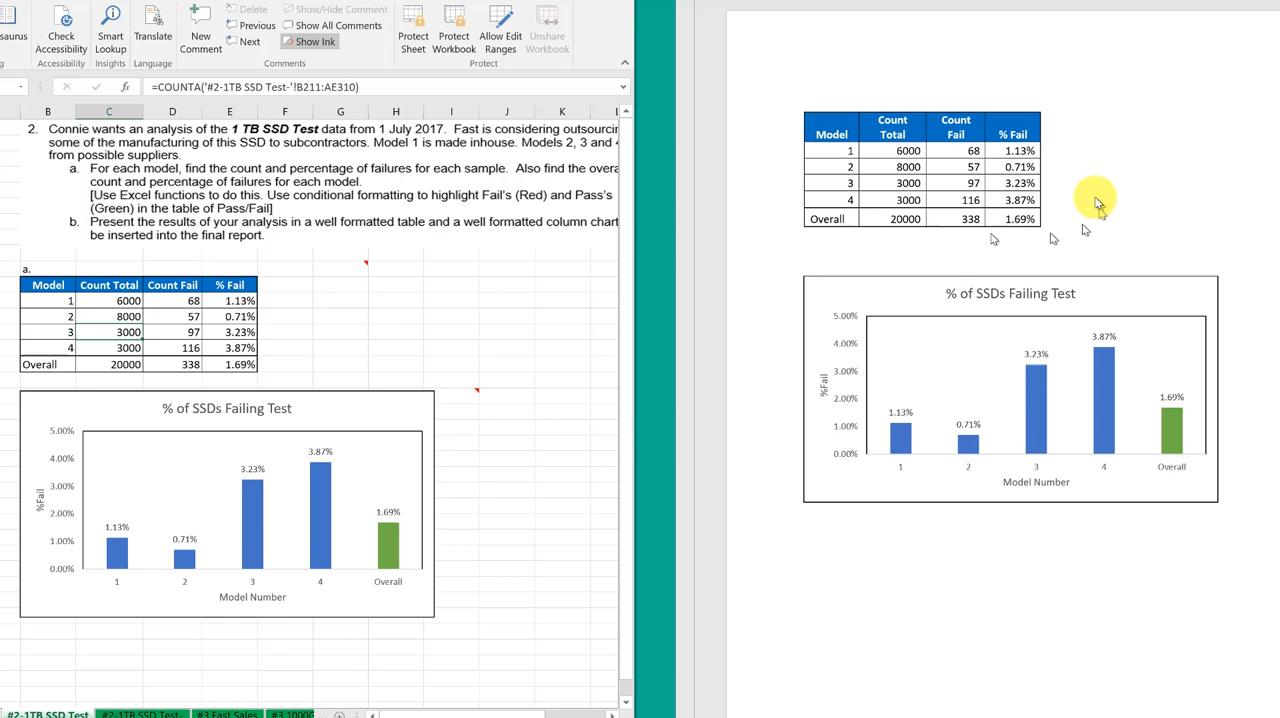 saurus
Check Accessibility
Smart Lookup
Translate
New Comment
Delete
Previous
Next
Show/Hide Comment
Show All Comments
Show Ink
Protect Sheet
Protect Workbook
Allow Edit Ranges
Unshare Workbook
Accessibility
Insights
Language
Comments
Protect
fx =COUNTA('#2-1TB SSD Test-'!B211:AE310)
B C D E F G H I J K L
2. Connie wants an analysis of the 1 TB SSD Test data from 1 July 2017. Fast is considering outsourcin
some of the manufacturing of this SSD to subcontractors. Model 1 is made inhouse. Models 2, 3 and 4
from possible suppliers.
a. For each model, find the count and percentage of failures for each sample. Also find the overa
count and percentage of failures for each model.
[Use Excel functions to do this. Use conditional formatting to highlight Fail's (Red) and Pass's
(Green) in the table of Pass/Fail]
b. Present the results of your analysis in a well formatted table and a well formatted column chart
be inserted into the final report.
a.
Model Count Total Count Fail % Fail
1 6000 68 1.13%
2 8000 57 0.71%
3 3000 97 3.23%
4 3000 116 3.87%
Overall 20000 338 1.69%
% of SSDs Failing Test
5.00%
4.00%
3.00%
2.00%
1.00%
0.00%
%Fail
1.13%
0.71%
3.23%
3.87%
1.69%
1 2 3 4 Overall
Model Number
#2-1TB SSD Test
#2-1TB SSD Test-
#3 Fast Sales
#3 1000G
Model Count Total Count Fail % Fail
1 6000 68 1.13%
2 8000 57 0.71%
3 3000 97 3.23%
4 3000 116 3.87%
Overall 20000 338 1.69%
% of SSDs Failing Test
5.00%
4.00%
3.00%
2.00%
1.00%
0.00%
%Fail
1.13%
0.71%
3.23%
3.87%
1.69%
1 2 3 4 Overall
Model Number